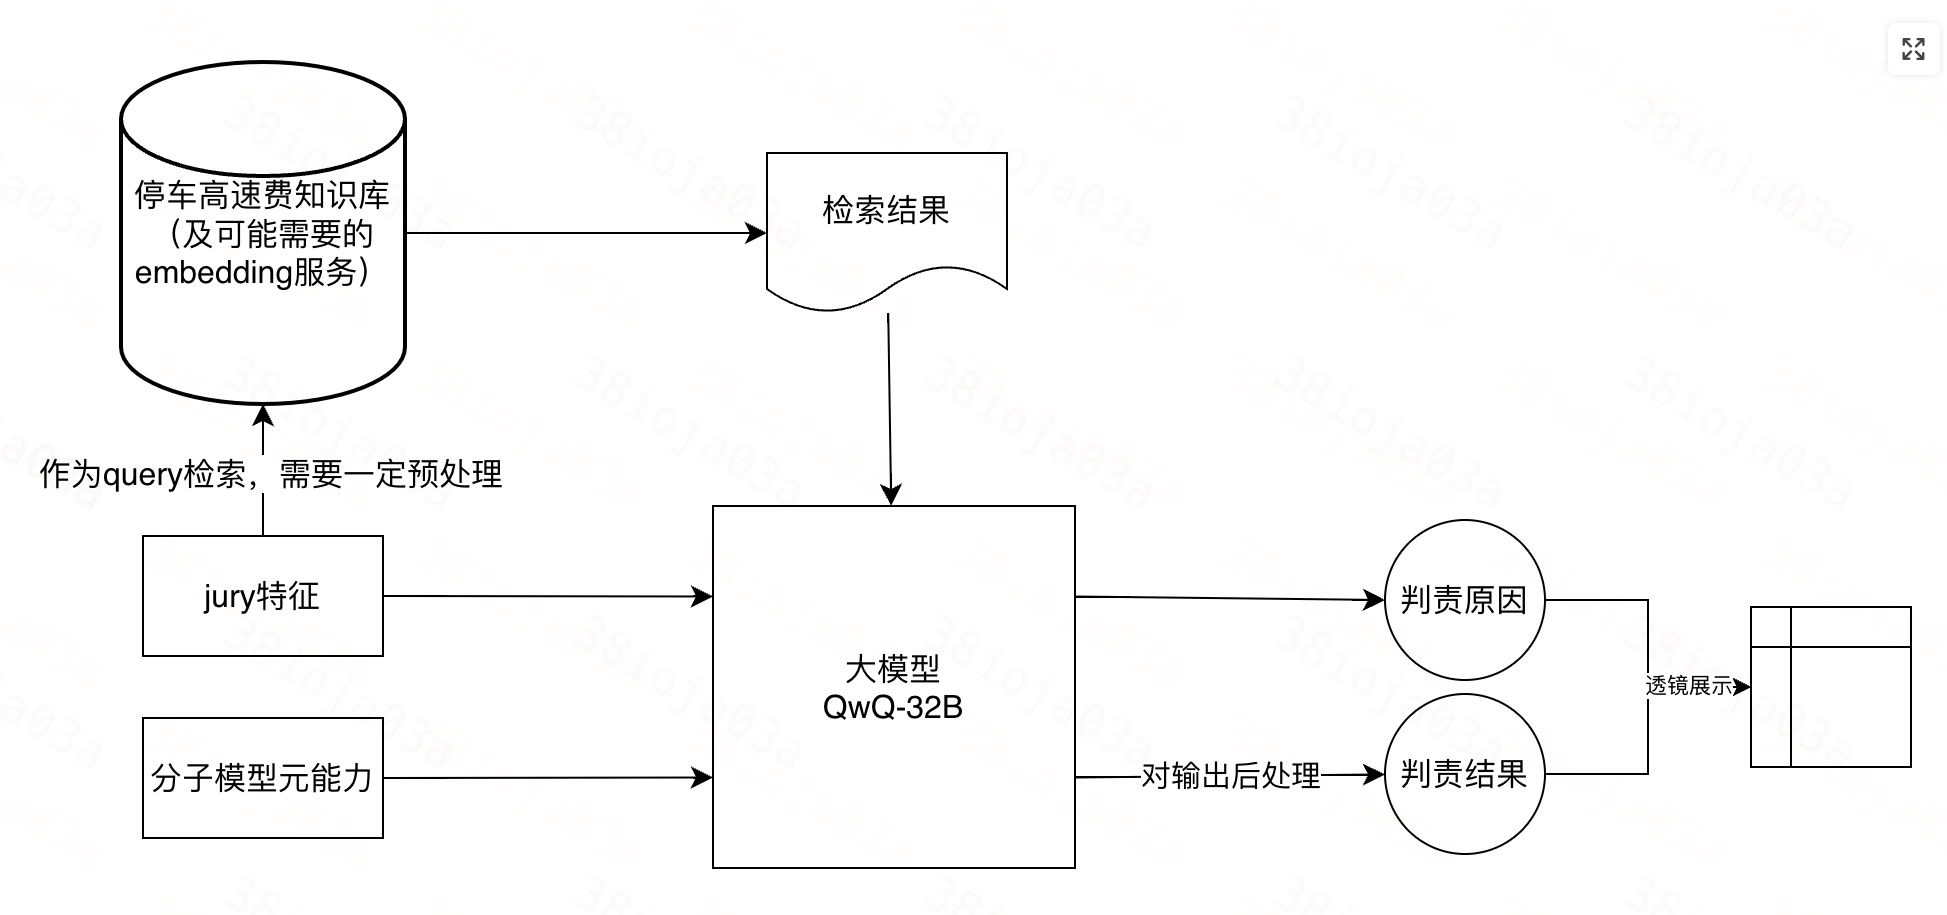 停车高速费知识库
（及可能需要的
embedding服务）
检索结果
作为query检索，需要一定预处理
jury特征
分子模型元能力
大模型
QwQ-32B
判责原因
对输出后处理
判责结果
透镜展示
38ioja03a